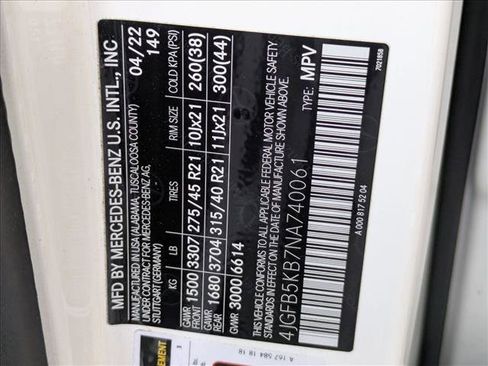 MFD BY MERCEDES-BENZ U.S. INTL., INC
MANUFACTURED IN USA (ALABAMA, TUSCALOOSA COUNTY) 04/22
UNDER CONTRACT FOR MERCEDES-BENZ AG, 149
STUTTGART (GERMANY)
KG LB TIRES RIM SIZE COLD KPA(PSI)
GAWR FRONT 1500 3307 275/45 R21 10Jx21 260(38)
GAWR REAR 1680 3704 315/40 R21 11Jx21 300(44)
GVWR 3000 6614
THIS VEHICLE CONFORMS TO ALL APPLICABLE FEDERAL MOTOR VEHICLE SAFETY
STANDARDS IN EFFECT ON THE DATE OF MANUFACTURE SHOWN ABOVE.
4JGFB5KB7NA740061 MPV
A 000 817 52 04
7021858
A 167 584 18 18